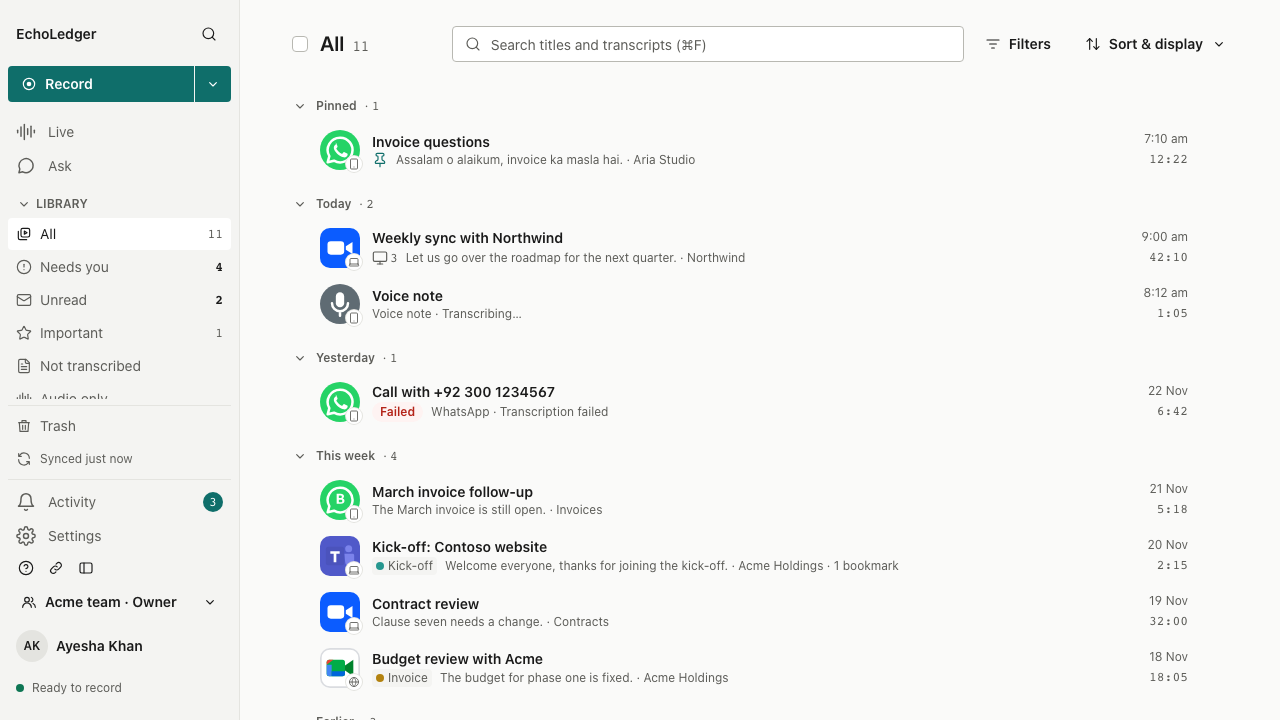 EchoLedger
Record
Live
Ask
LIBRARY
All 11
Needs you 4
Unread 2
Important 1
Not transcribed
Audio only
Trash
Synced just now
Activity 3
Settings
Acme team · Owner
AK Ayesha Khan
Ready to record
All 11
Search titles and transcripts (⌘F)
Filters
Sort & display
Pinned · 1
Invoice questions 7:10 am
Assalam o alaikum, invoice ka masla hai. · Aria Studio 12:22
Today · 2
Weekly sync with Northwind 9:00 am
3 Let us go over the roadmap for the next quarter. · Northwind 42:10
Voice note 8:12 am
Voice note · Transcribing… 1:05
Yesterday · 1
Call with +92 300 1234567 22 Nov
Failed WhatsApp · Transcription failed 6:42
This week · 4
B
March invoice follow-up 21 Nov
The March invoice is still open. · Invoices 5:18
T
Kick-off: Contoso website 20 Nov
Kick-off Welcome everyone, thanks for joining the kick-off. · Acme Holdings · 1 bookmark 2:15
Contract review 19 Nov
Clause seven needs a change. · Contracts 32:00
Budget review with Acme 18 Nov
Invoice The budget for phase one is fixed. · Acme Holdings 18:05
Earlier · 3